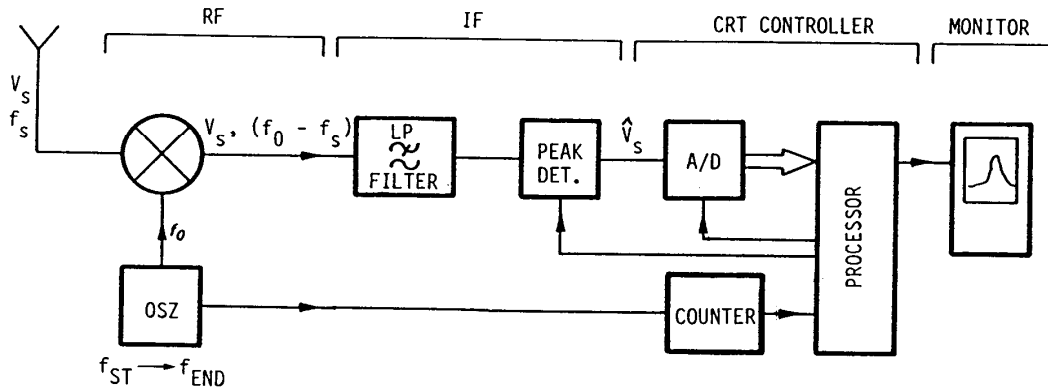 RF
IF
CRT CONTROLLER
MONITOR
V_s
f_s
V_s, (f_0 - f_s)
LP
FILTER
PEAK
DET.
V̂_s
A/D
PROCESSOR
f_0
OSZ
COUNTER
f_ST → f_END